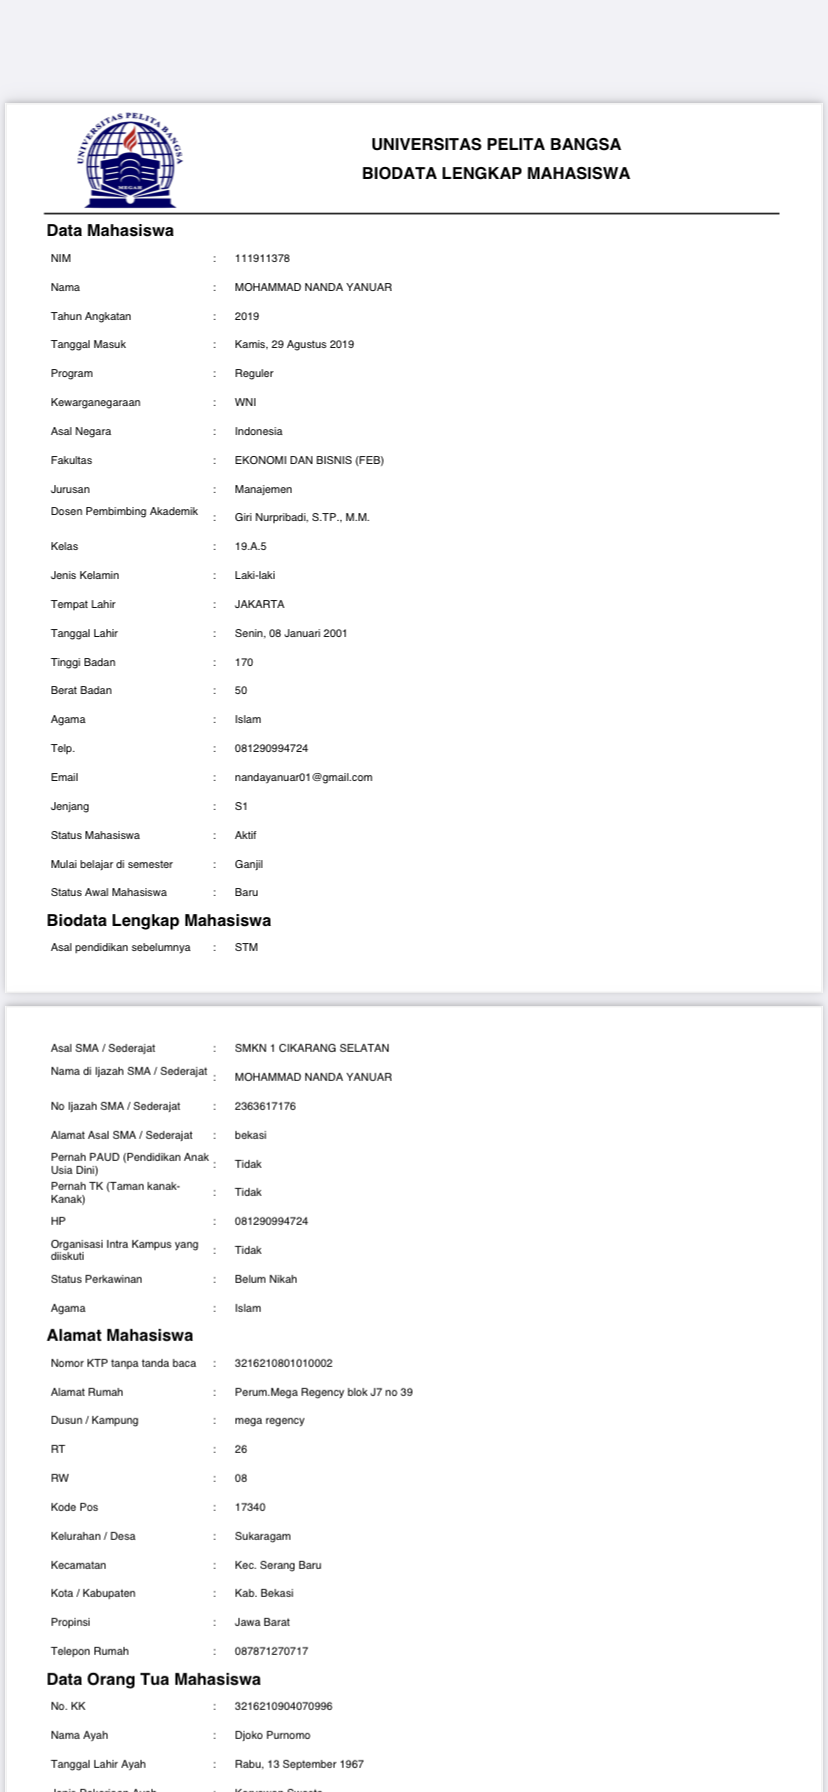 UNIVERSITAS PELITA BANGSA
MEGAH
UNIVERSITAS PELITA BANGSA
BIODATA LENGKAP MAHASISWA
Data Mahasiswa
NIM : 111911378
Nama : MOHAMMAD NANDA YANUAR
Tahun Angkatan : 2019
Tanggal Masuk : Kamis, 29 Agustus 2019
Program : Reguler
Kewarganegaraan : WNI
Asal Negara : Indonesia
Fakultas : EKONOMI DAN BISNIS (FEB)
Jurusan : Manajemen
Dosen Pembimbing Akademik : Giri Nurpribadi, S.TP., M.M.
Kelas : 19.A.5
Jenis Kelamin : Laki-laki
Tempat Lahir : JAKARTA
Tanggal Lahir : Senin, 08 Januari 2001
Tinggi Badan : 170
Berat Badan : 50
Agama : Islam
Telp. : 081290994724
Email : nandayanuar01@gmail.com
Jenjang : S1
Status Mahasiswa : Aktif
Mulai belajar di semester : Ganjil
Status Awal Mahasiswa : Baru
Biodata Lengkap Mahasiswa
Asal pendidikan sebelumnya : STM
Asal SMA / Sederajat : SMKN 1 CIKARANG SELATAN
Nama di Ijazah SMA / Sederajat : MOHAMMAD NANDA YANUAR
No Ijazah SMA / Sederajat : 2363617176
Alamat Asal SMA / Sederajat : bekasi
Pernah PAUD (Pendidikan Anak
Usia Dini) : Tidak
Pernah TK (Taman kanak-
Kanak) : Tidak
HP : 081290994724
Organisasi Intra Kampus yang
diiskuti : Tidak
Status Perkawinan : Belum Nikah
Agama : Islam
Alamat Mahasiswa
Nomor KTP tanpa tanda baca : 3216210801010002
Alamat Rumah : Perum.Mega Regency blok J7 no 39
Dusun / Kampung : mega regency
RT : 26
RW : 08
Kode Pos : 17340
Kelurahan / Desa : Sukaragam
Kecamatan : Kec. Serang Baru
Kota / Kabupaten : Kab. Bekasi
Propinsi : Jawa Barat
Telepon Rumah : 087871270717
Data Orang Tua Mahasiswa
No. KK : 3216210904070996
Nama Ayah : Djoko Purnomo
Tanggal Lahir Ayah : Rabu, 13 September 1967